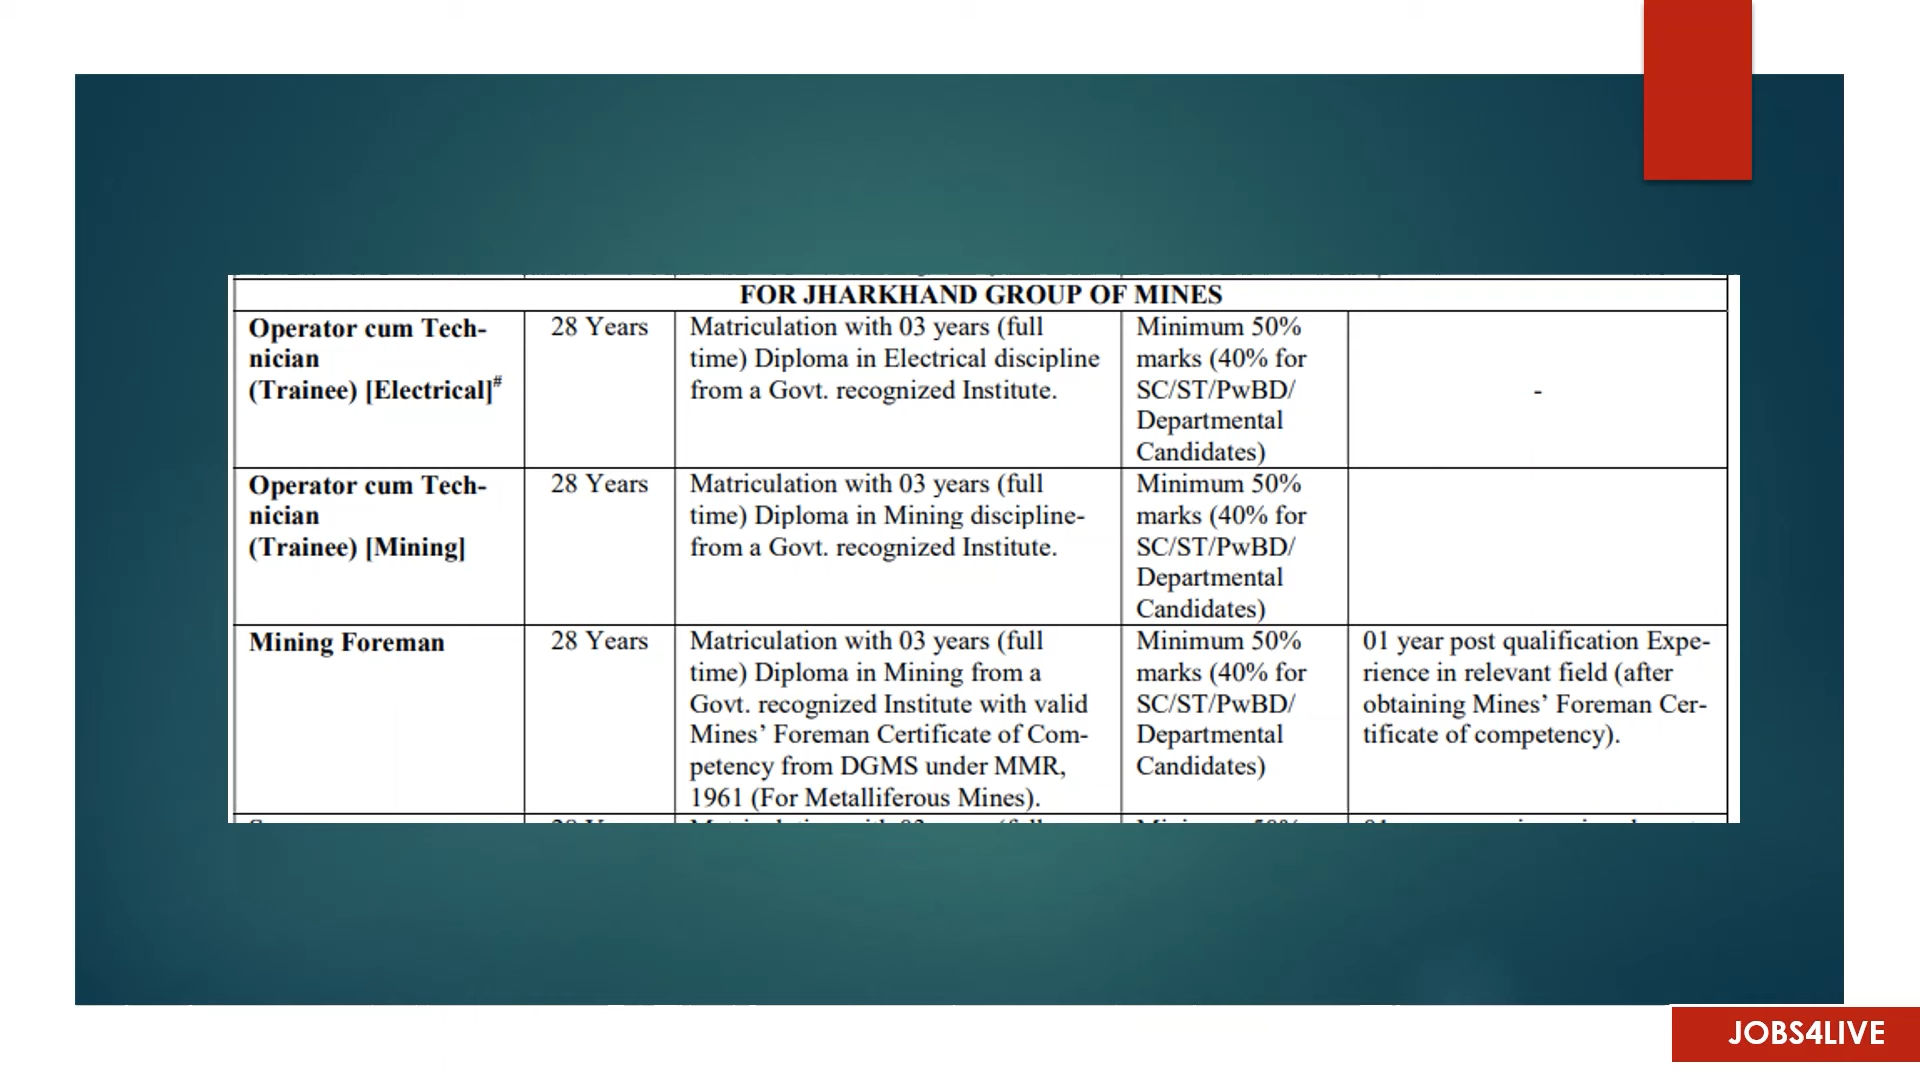 FOR JHARKHAND GROUP OF MINES
Operator cum Tech-
nician
(Trainee) [Electrical]#
28 Years
Matriculation with 03 years (full
time) Diploma in Electrical discipline
from a Govt. recognized Institute.
Minimum 50%
marks (40% for
SC/ST/PwBD/
Departmental
Candidates)
-
Operator cum Tech-
nician
(Trainee) [Mining]
28 Years
Matriculation with 03 years (full
time) Diploma in Mining discipline-
from a Govt. recognized Institute.
Minimum 50%
marks (40% for
SC/ST/PwBD/
Departmental
Candidates)
Mining Foreman
28 Years
Matriculation with 03 years (full
time) Diploma in Mining from a
Govt. recognized Institute with valid
Mines’ Foreman Certificate of Com-
petency from DGMS under MMR,
1961 (For Metalliferous Mines).
Minimum 50%
marks (40% for
SC/ST/PwBD/
Departmental
Candidates)
01 year post qualification Expe-
rience in relevant field (after
obtaining Mines’ Foreman Cer-
tificate of competency).
JOBS4LIVE